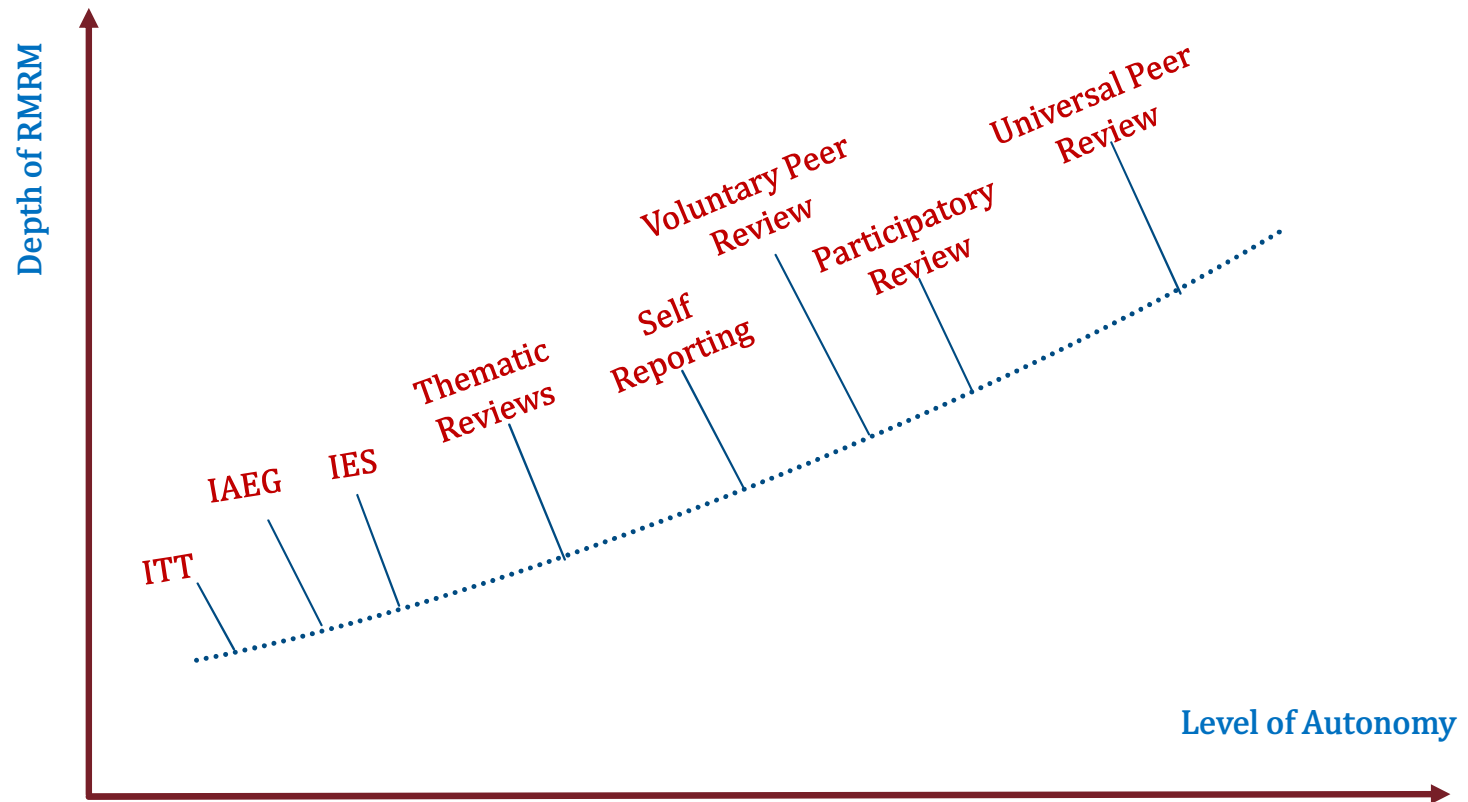 Depth of RMRM
ITT
IAEG
IES
Thematic
Reviews
Self
Reporting
Voluntary Peer
Review
Participatory
Review
Universal Peer
Review
Level of Autonomy